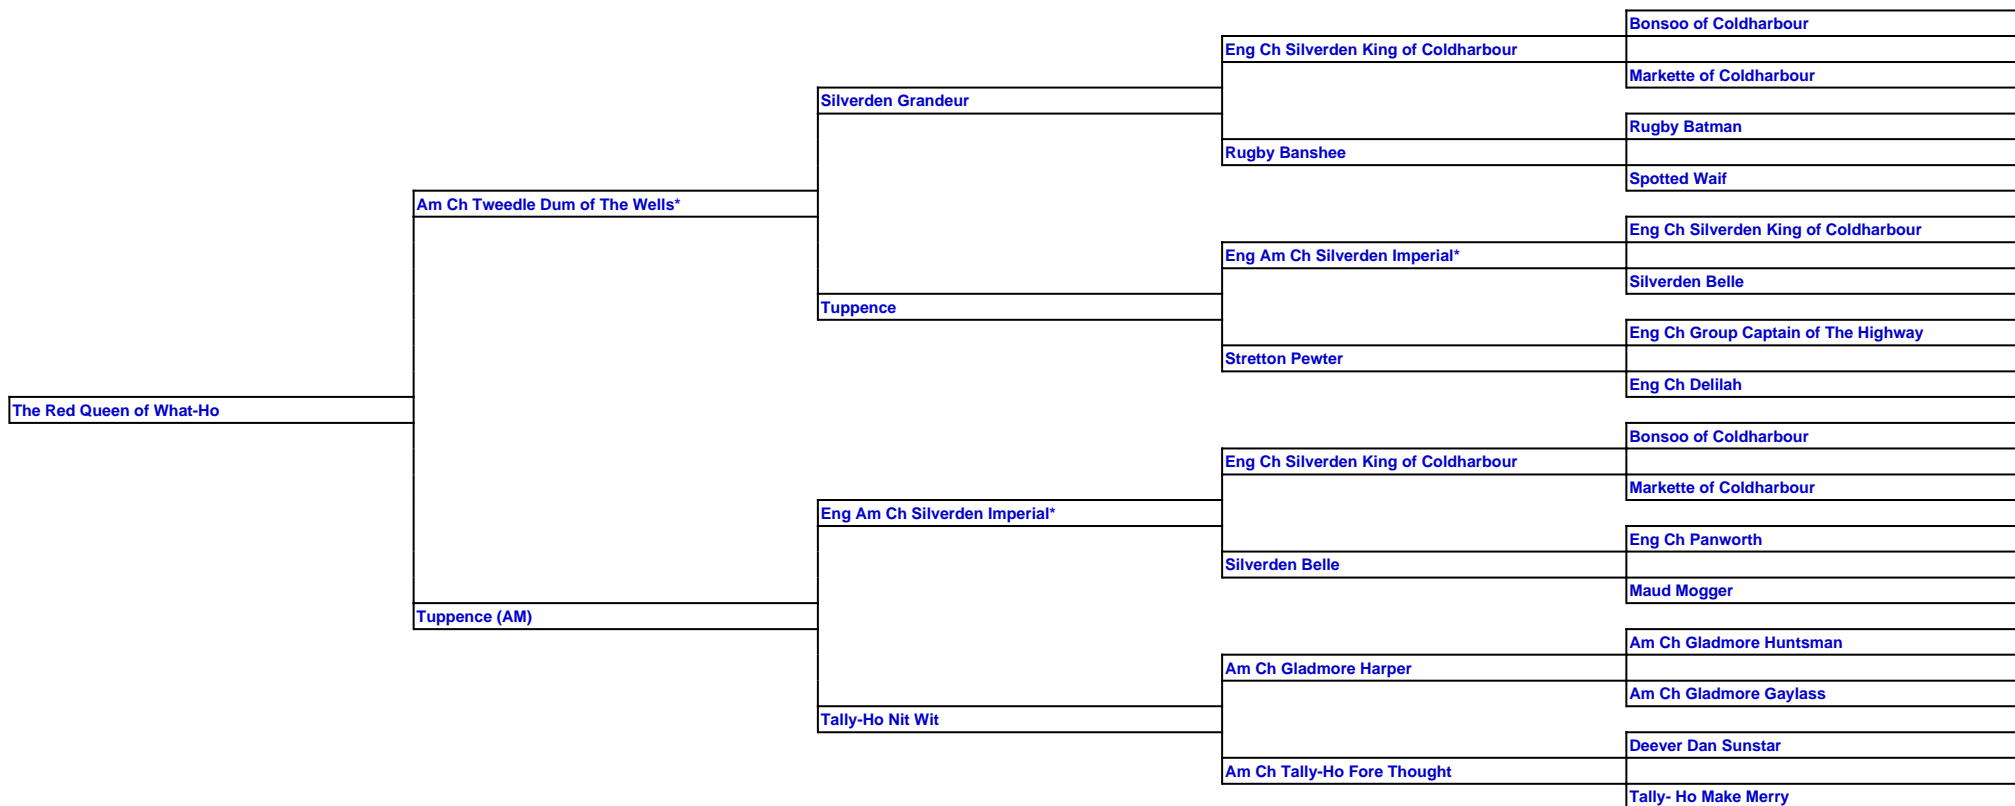 Bonsoo of Coldharbour
Eng Ch Silverden King of Coldharbour
Markette of Coldharbour
Silverden Grandeur
Rugby Batman
Rugby Banshee
Spotted Waif
Am Ch Tweedle Dum of The Wells*
Eng Ch Silverden King of Coldharbour
Eng Am Ch Silverden Imperial*
Silverden Belle
Tuppence
Eng Ch Group Captain of The Highway
Stretton Pewter
Eng Ch Delilah
The Red Queen of What-Ho
Bonsoo of Coldharbour
Eng Ch Silverden King of Coldharbour
Markette of Coldharbour
Eng Am Ch Silverden Imperial*
Eng Ch Panworth
Silverden Belle
Maud Mogger
Tuppence (AM)
Am Ch Gladmore Huntsman
Am Ch Gladmore Harper
Am Ch Gladmore Gaylass
Tally-Ho Nit Wit
Deever Dan Sunstar
Am Ch Tally-Ho Fore Thought
Tally- Ho Make Merry